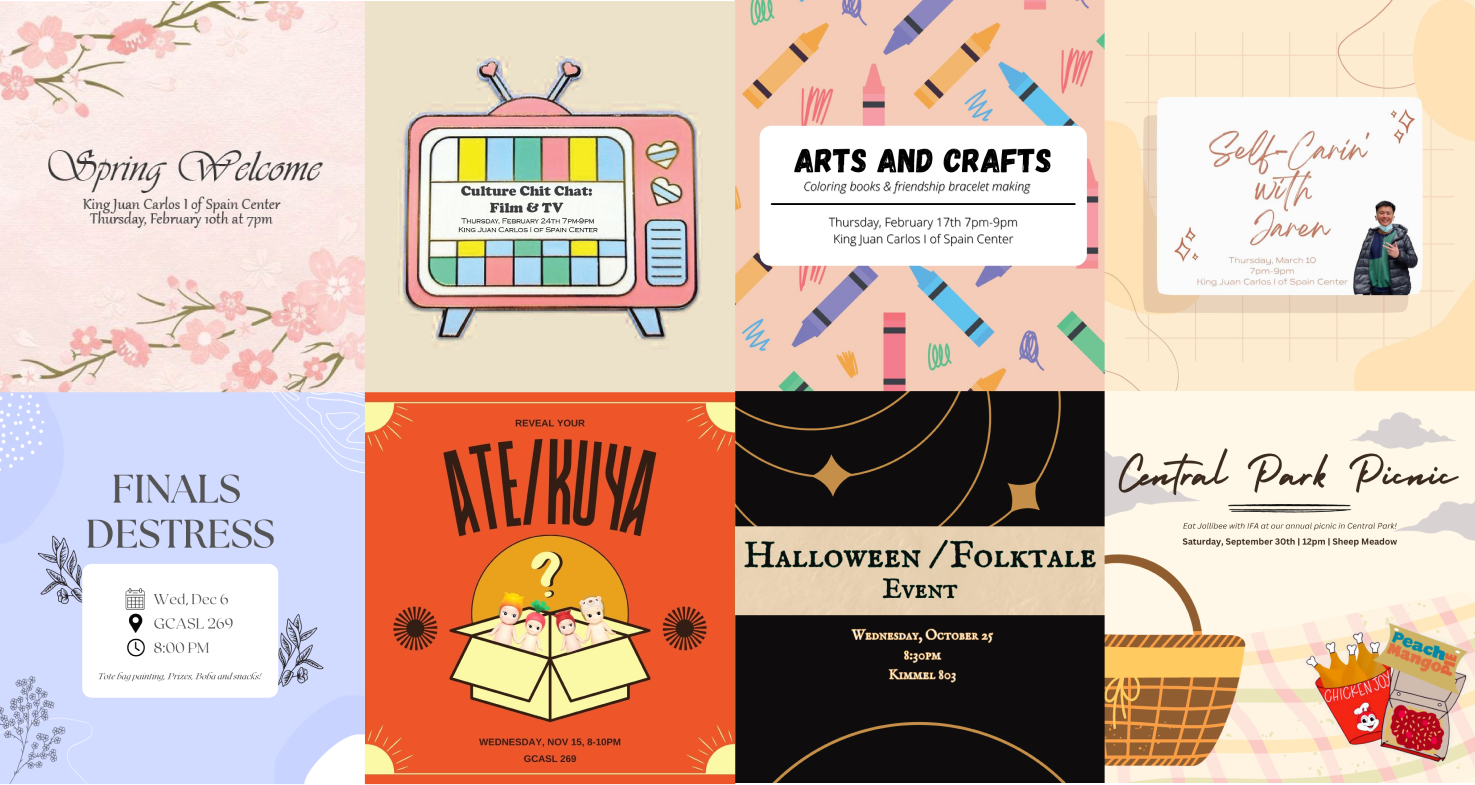 Spring Welcome
King Juan Carlos I of Spain Center
Thursday, February 10th at 7pm
Culture Chit Chat:
Film & TV
Thursday, February 24th 7pm-9pm
King Juan Carlos I of Spain Center
ARTS AND CRAFTS
Coloring books & friendship bracelet making
Thursday, February 17th 7pm-9pm
King Juan Carlos I of Spain Center
Self-Carin'
with
Jaren
Thursday, March 10
7pm-9pm
King Juan Carlos I of Spain Center
FINALS
DESTRESS
Wed, Dec 6
GCASL 269
8:00 PM
Tote bag painting, Prizes, Boba and snacks!
REVEAL YOUR
ATE/KUYA
?
WEDNESDAY, NOV 15, 8-10PM
GCASL 269
Halloween /Folktale
Event
Wednesday, October 25
8:30pm
Kimmel 803
Central Park Picnic
Eat Jollibee with IFA at our annual picnic in Central Park!
Saturday, September 30th | 12pm | Sheep Meadow
Peach
Mango
PIE
CHICKENJOY